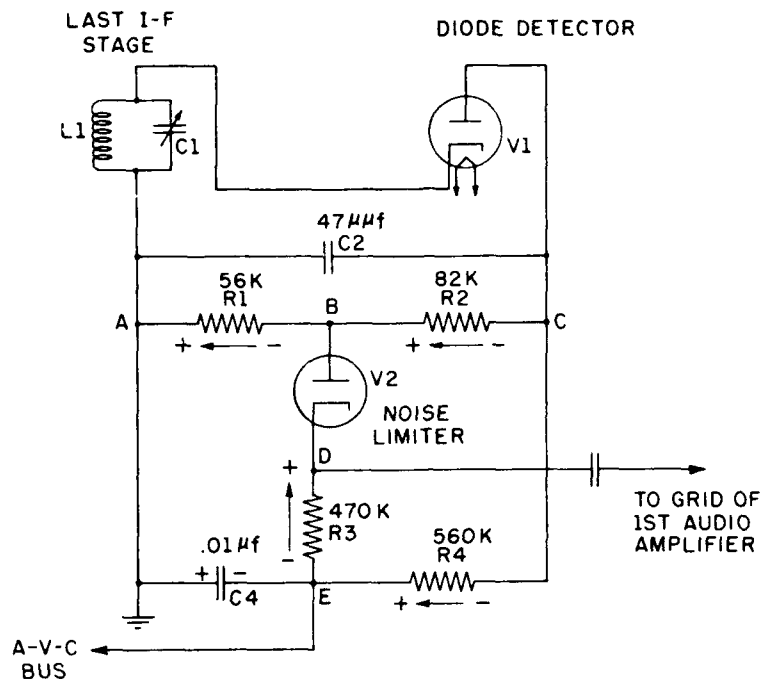 LAST I-F
STAGE
DIODE DETECTOR
L1
C1
V1
47μμf
C2
56K
R1
82K
R2
A
B
C
+ -
+ -
V2
NOISE
LIMITER
D
+
470K
R3
-
TO GRID OF
1ST AUDIO
AMPLIFIER
.01μf
+ -
C4
E
560K
R4
+ -
A-V-C
BUS